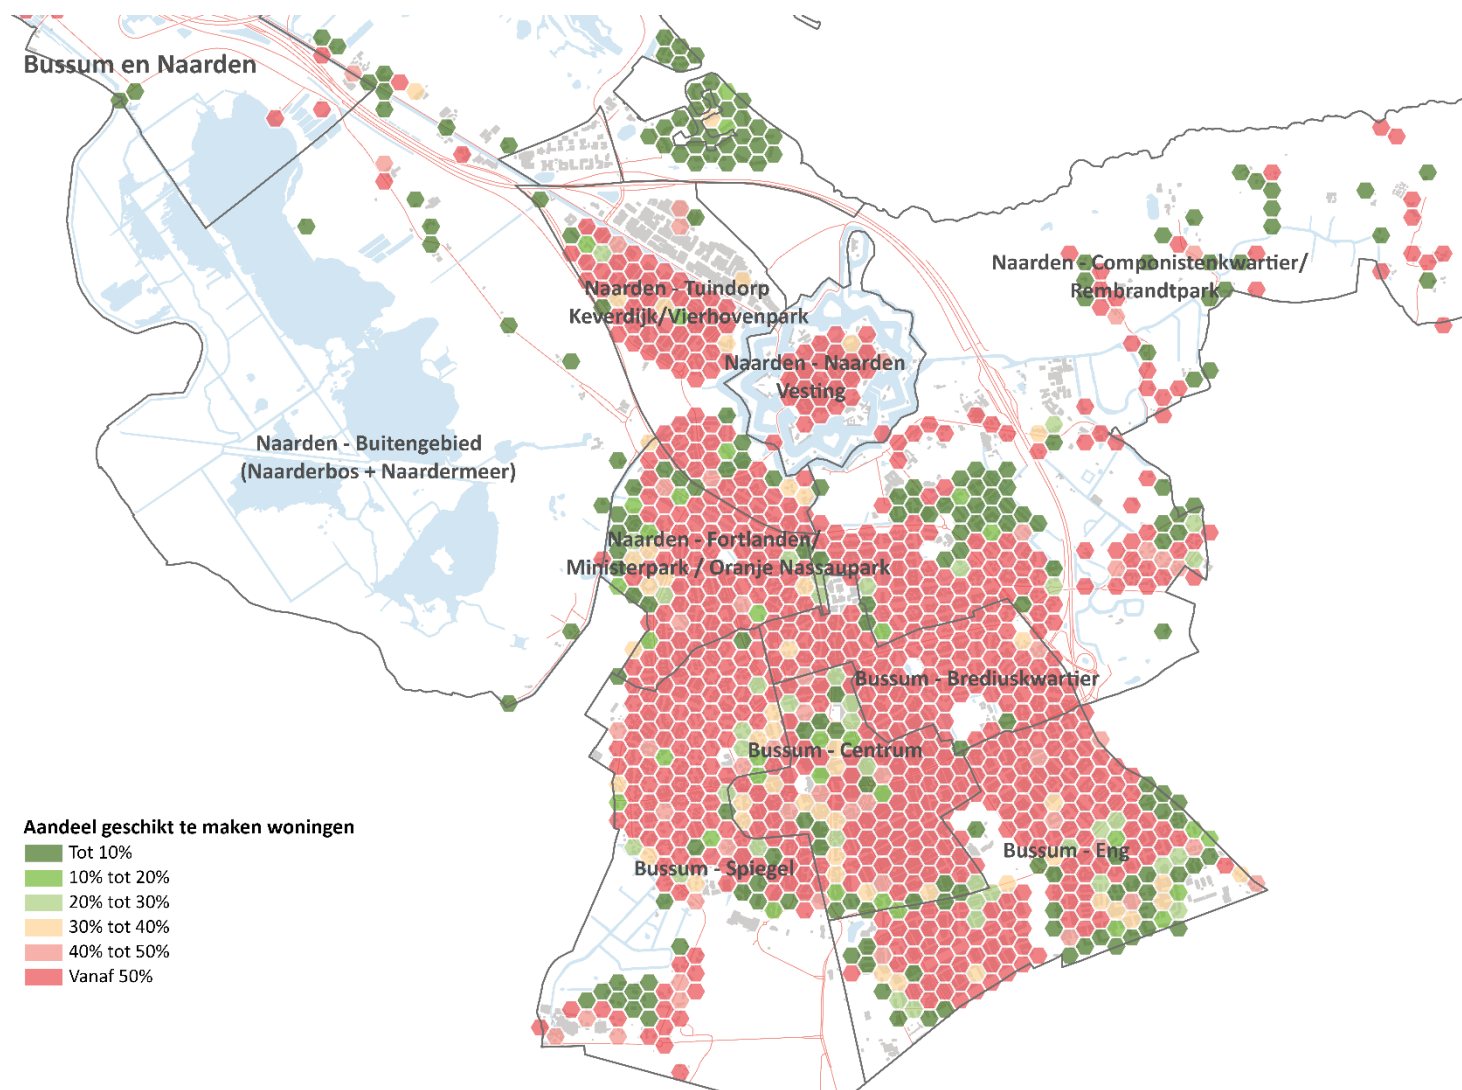 Bussum en Naarden
Naarden - Componistenkwartier/
Rembrandtpark
Naarden - Tuindorp
Keverdijk/Vierhovenpark
Naarden - Naarden
Vesting
Naarden - Buitengebied
(Naarderbos + Naardermeer)
Naarden - Fortlanden/
Ministerpark / Oranje Nassaupark
Bussum - Brediuskwartier
Bussum - Centrum
Bussum - Eng
Bussum - Spiegel
Aandeel geschikt te maken woningen
Tot 10%
10% tot 20%
20% tot 30%
30% tot 40%
40% tot 50%
Vanaf 50%